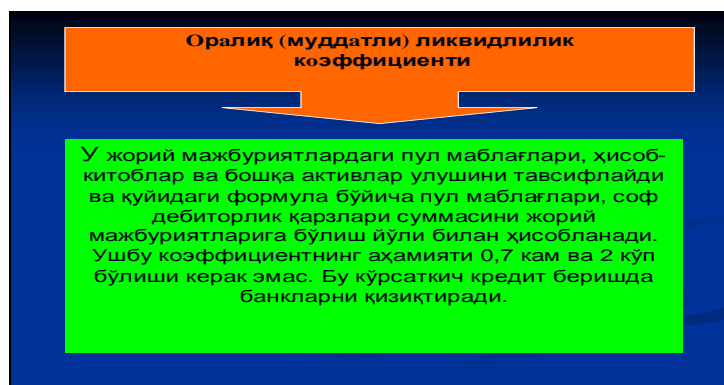 Оралиқ (муддатли) ликвидлилик
коэффициенти
У жорий мажбуриятлардаги пул маблағлари, ҳисоб-
китоблар ва бошқа активлар улушини тавсифлайди
ва қуйидаги формула бўйича пул маблағлари, соф
дебиторлик қарзлари суммасини жорий
мажбуриятларига бўлиш йўли билан ҳисобланади.
Ушбу коэффициентнинг аҳамияти 0,7 кам ва 2 кўп
бўлиши керак эмас. Бу кўрсаткич кредит беришда
банкларни қизиқтиради.